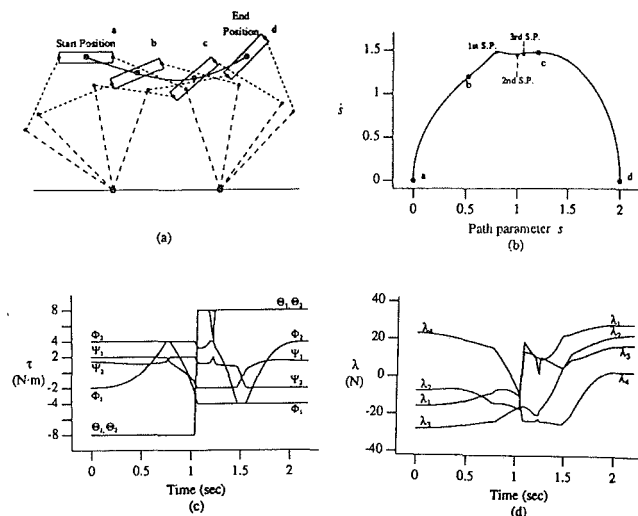 a
End
Position
d
Start Position
b
c
(a)
1.5
1
0.5
0
ṡ
1st S.P.
3rd S.P.
2nd S.P.
a
b
c
d
0
0.5
1
1.5
2
Path parameter s
(b)
8
2
-2
-8
τ
(N·m)
Φ₂
Ψ₁
Ψ₂
Φ₁
Θ₁, Θ₂
Θ₁, Θ₂
Φ₂
Ψ₁
Ψ₂
Φ₁
0
0.5
1
1.5
2
Time (sec)
(c)
40
20
0
-20
-40
λ
(N)
λ₄
λ₂
λ₁
λ₃
λ₁
λ₂
λ₃
λ₄
0
0.5
1
1.5
2
Time (sec)
(d)